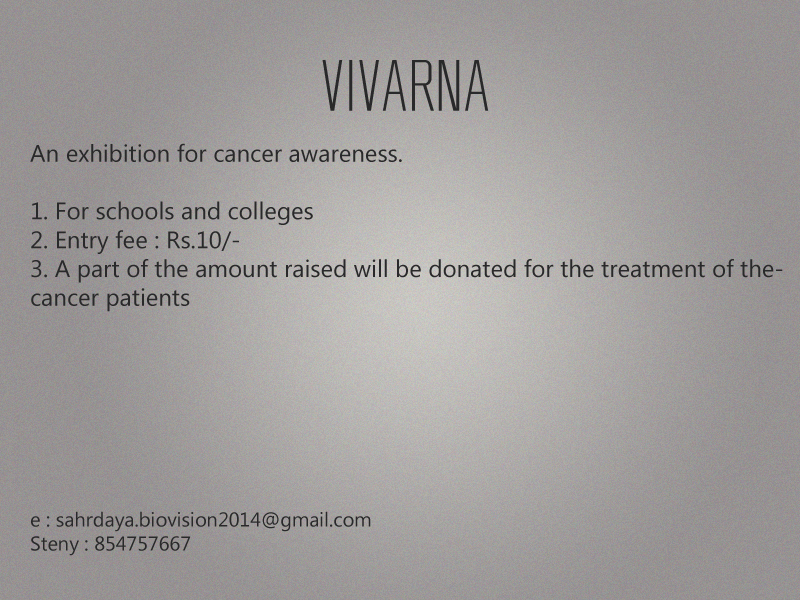 VIVARNA
An exhibition for cancer awareness.
1. For schools and colleges
2. Entry fee : Rs.10/-
3. A part of the amount raised will be donated for the treatment of the-
cancer patients
e : sahrdaya.biovision2014@gmail.com
Steny : 854757667